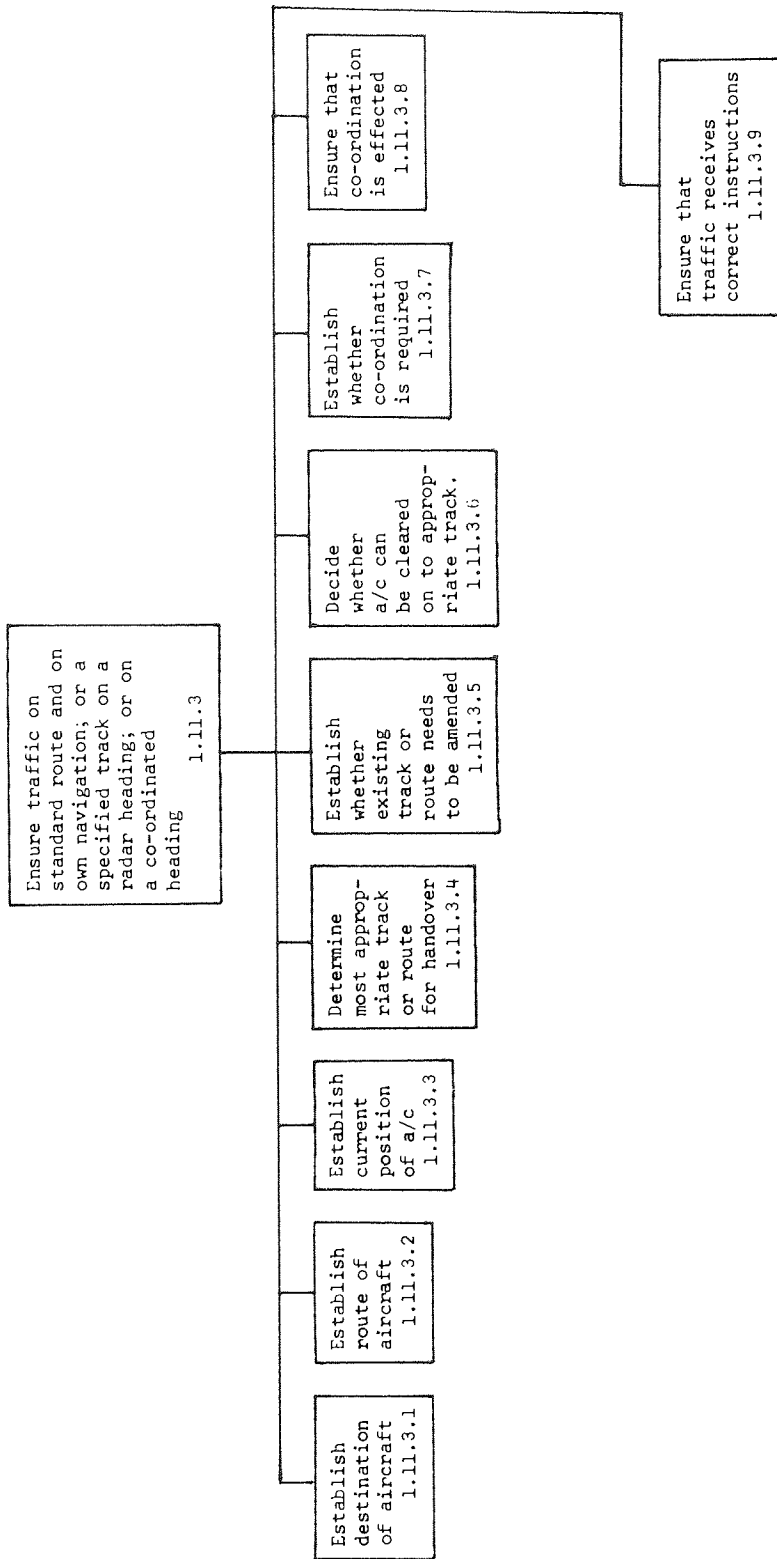 Ensure traffic on
standard route and on
own navigation; or a
specified track on a
radar heading; or on
a co-ordinated
heading
1.11.3
Establish
destination
of aircraft
1.11.3.1
Establish
route of
aircraft
1.11.3.2
Establish
current
position
of a/c
1.11.3.3
Determine
most approp-
riate track
or route
for handover
1.11.3.4
Establish
whether
existing
track or
route needs
to be amended
1.11.3.5
Decide
whether
a/c can
be cleared
on to approp-
riate track.
1.11.3.6
Establish
whether
co-ordination
is required
1.11.3.7
Ensure that
co-ordination
is effected
1.11.3.8
Ensure that
traffic receives
correct instructions
1.11.3.9